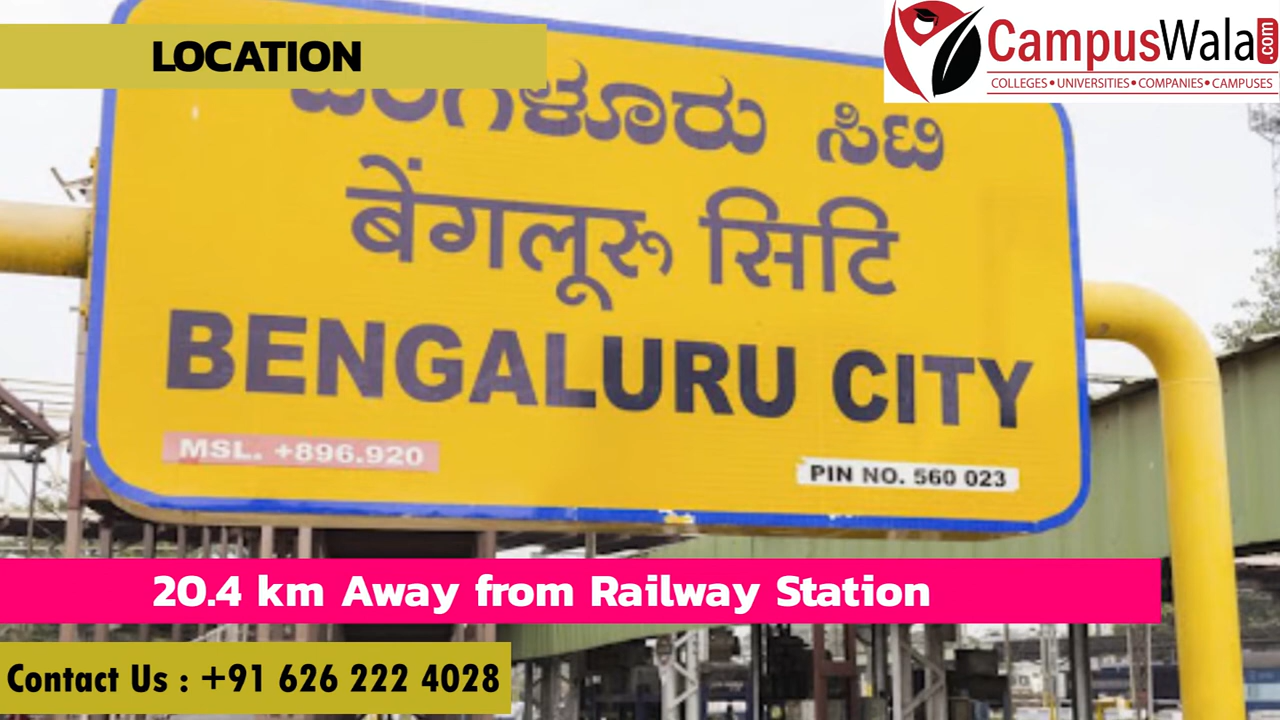 LOCATION
CampusWala.com
COLLEGES • UNIVERSITIES • COMPANIES • CAMPUSES
ಬೆಂಗಳೂರು ಸಿಟಿ
बेंगलूरू सिटि
BENGALURU CITY
MSL. +896.920
PIN NO. 560 023
20.4 km Away from Railway Station
Contact Us : +91 626 222 4028